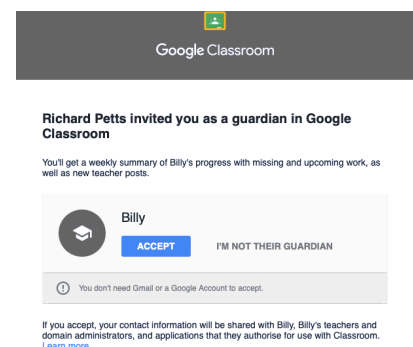 Google Classroom
Richard Petts invited you as a guardian in Google
Classroom
You'll get a weekly summary of Billy's progress with missing and upcoming work, as
well as new teacher posts.
Billy
ACCEPT
I'M NOT THEIR GUARDIAN
You don't need Gmail or a Google Account to accept.
If you accept, your contact information will be shared with Billy, Billy's teachers and
domain administrators, and applications that they authorise for use with Classroom.
Learn more